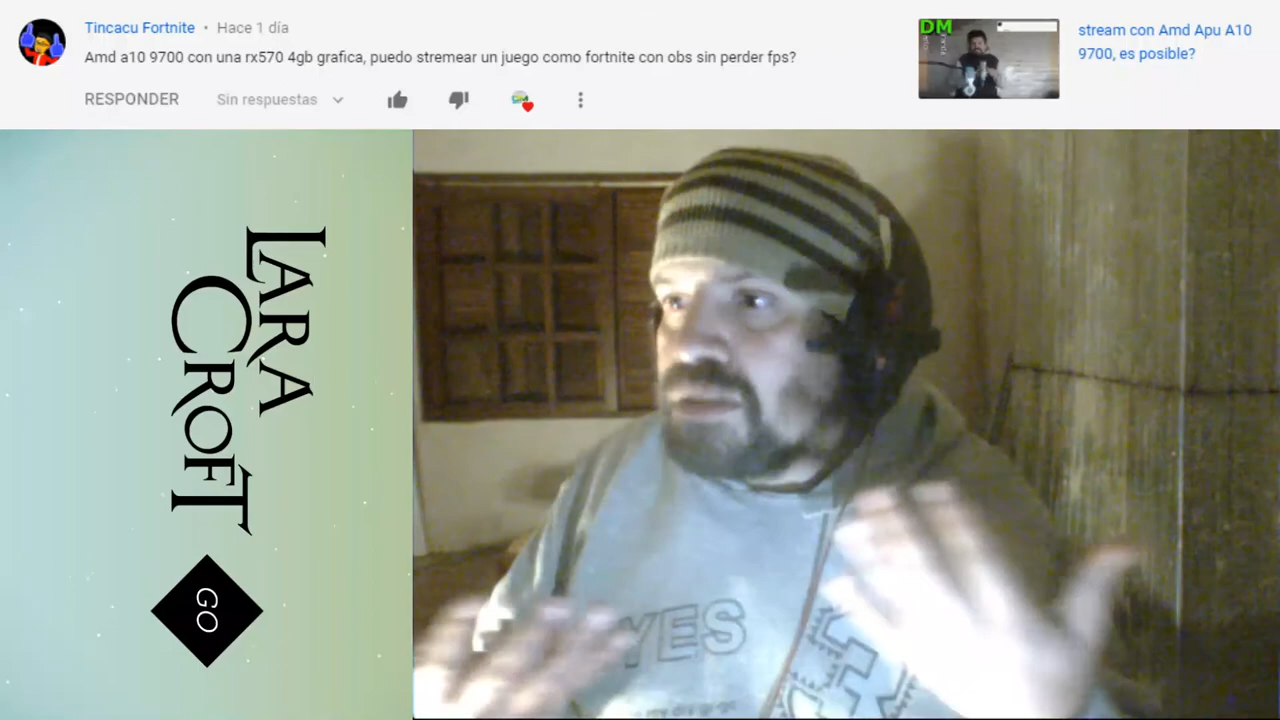 Tincacu Fortnite • Hace 1 día
Amd a10 9700 con una rx570 4gb grafica, puedo stremear un juego como fortnite con obs sin perder fps?
RESPONDER Sin respuestas
DM
stream con Amd Apu A10
9700, es posible?
LARA
CROFT
GO
YES